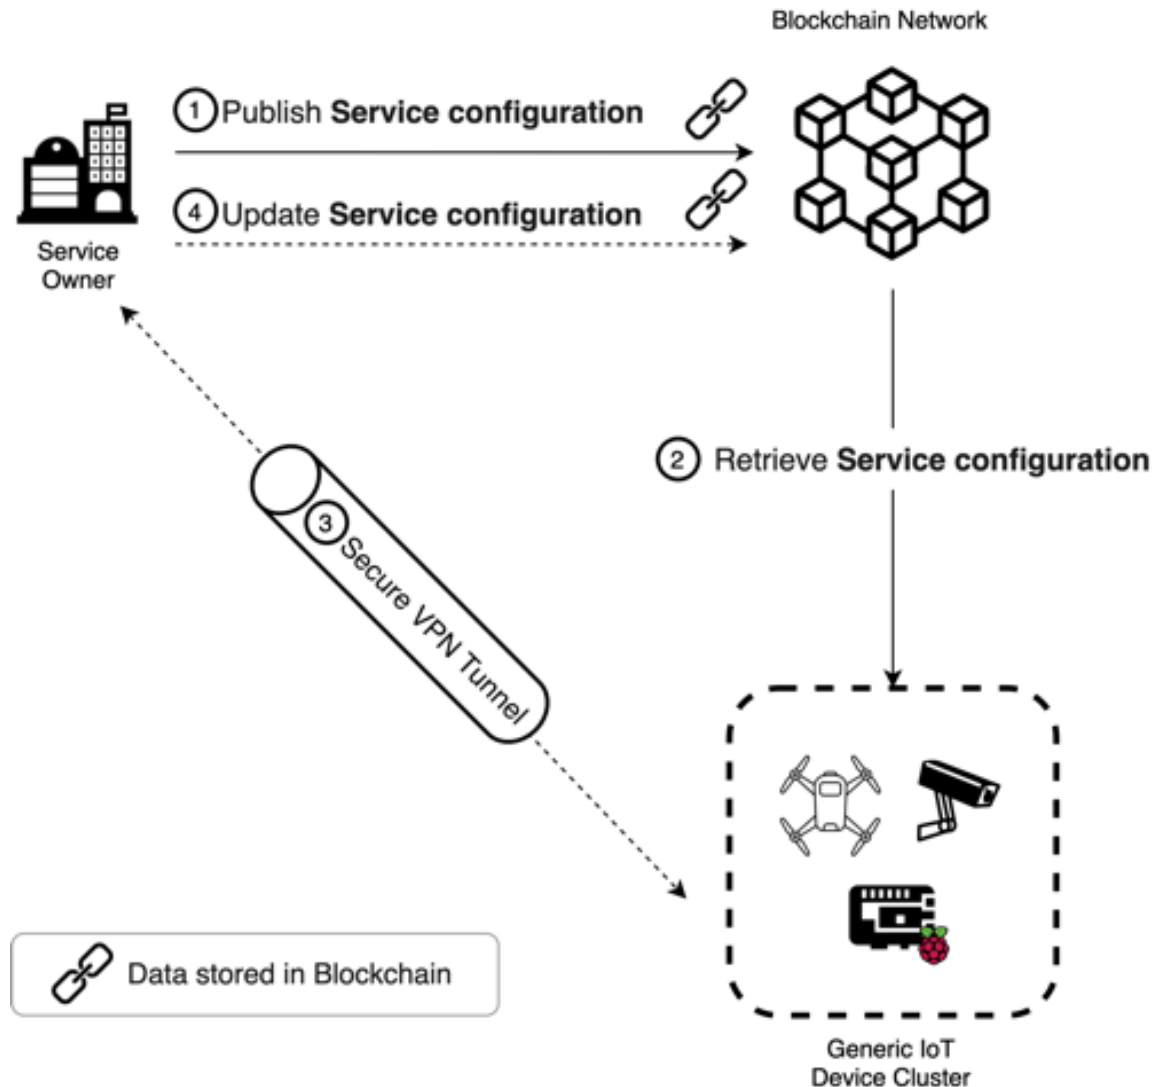 Blockchain Network
1 Publish Service configuration
4 Update Service configuration
Service
Owner
2 Retrieve Service configuration
3 Secure VPN Tunnel
Data stored in Blockchain
Generic IoT
Device Cluster